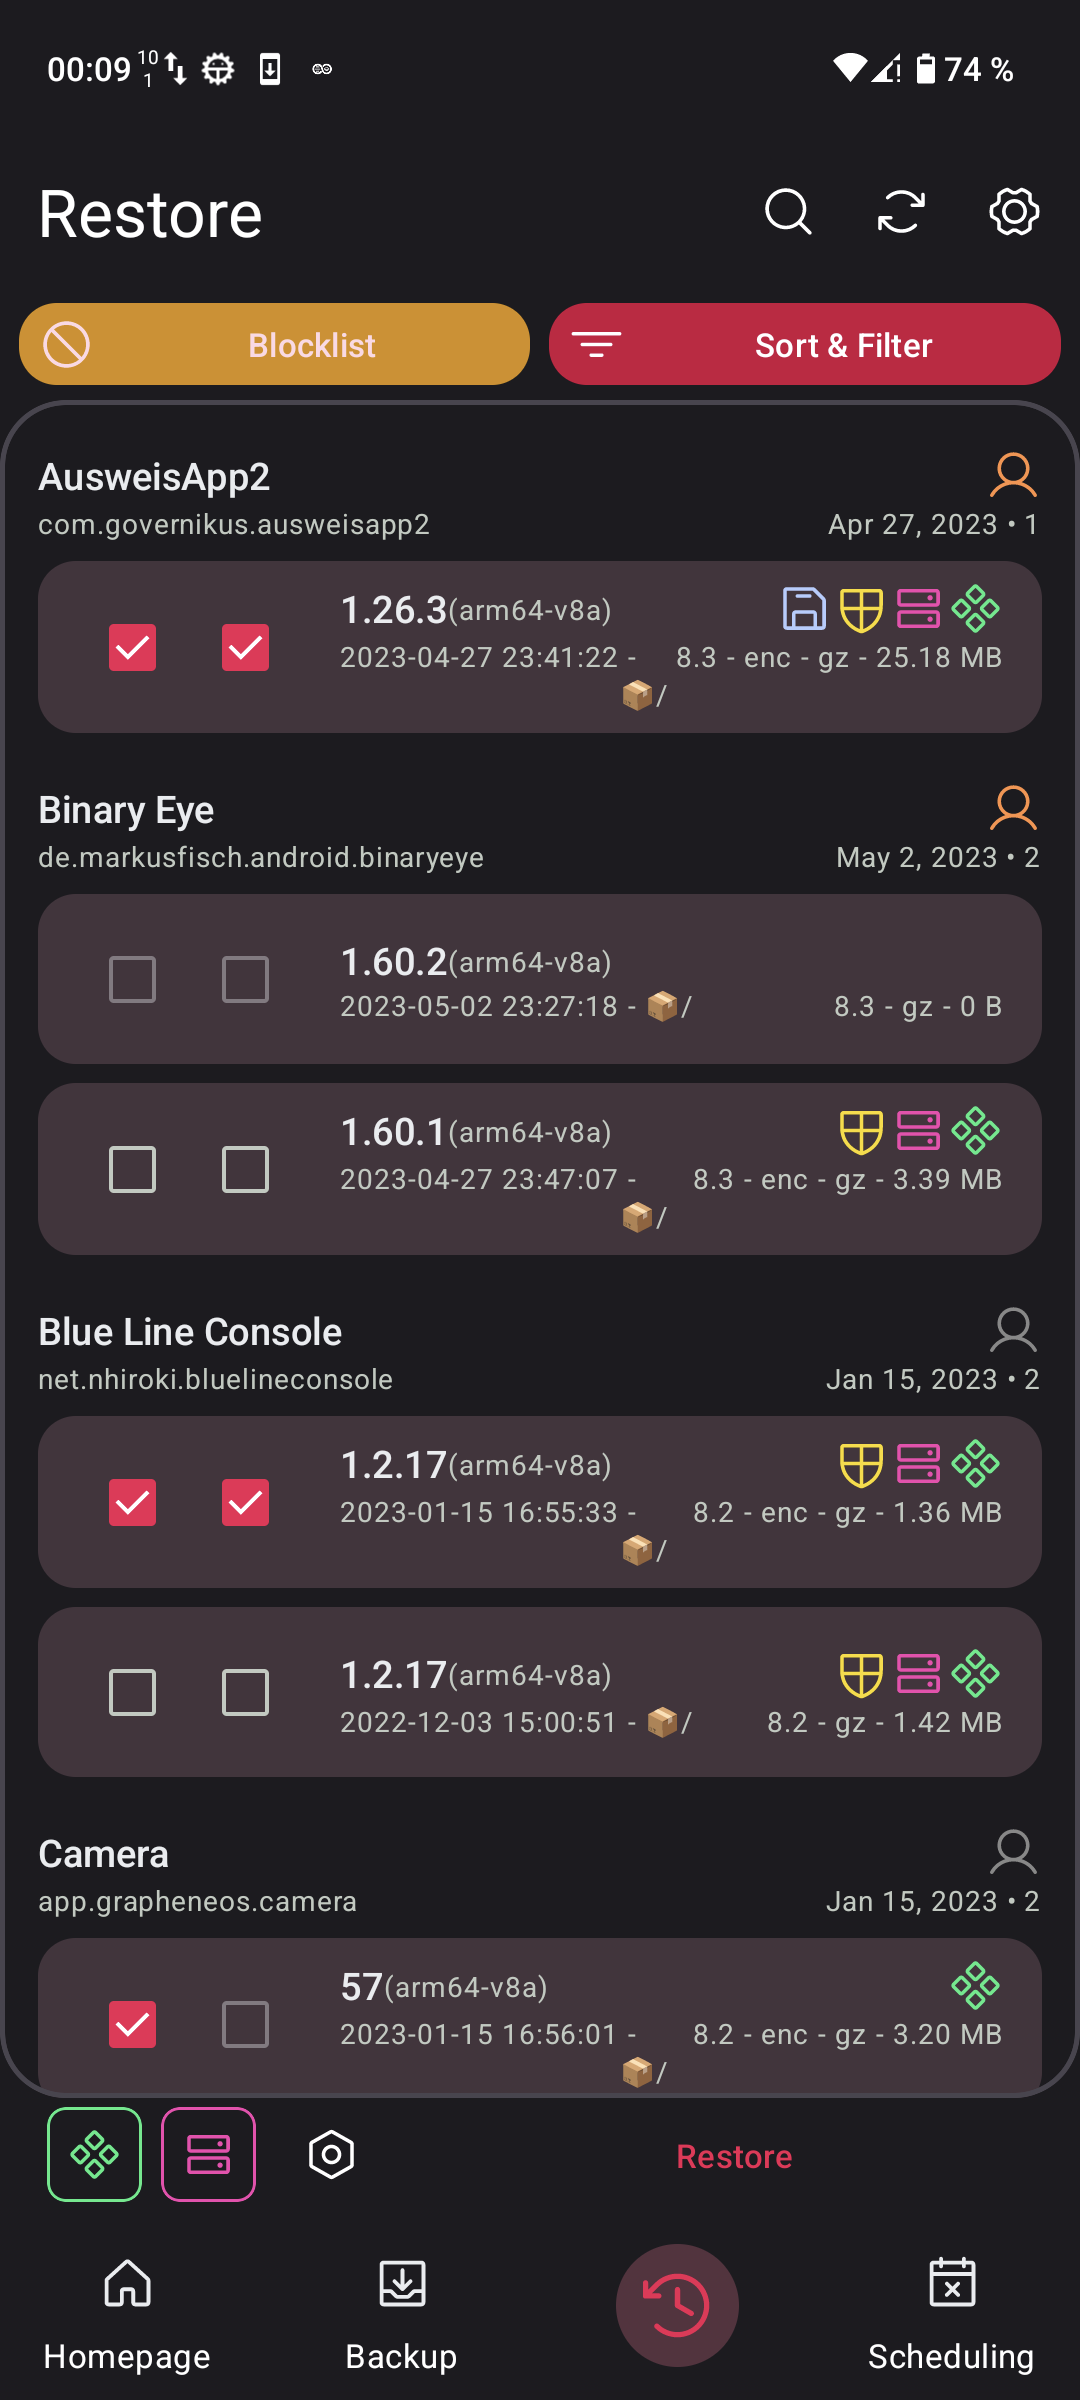 00:09 10 1 74 %
Restore
Blocklist Sort & Filter
AusweisApp2
com.governikus.ausweisapp2 Apr 27, 2023 • 1
1.26.3(arm64-v8a)
2023-04-27 23:41:22 - 📦/ 8.3 - enc - gz - 25.18 MB
Binary Eye
de.markusfisch.android.binaryeye May 2, 2023 • 2
1.60.2(arm64-v8a)
2023-05-02 23:27:18 - 📦/ 8.3 - gz - 0 B
1.60.1(arm64-v8a)
2023-04-27 23:47:07 - 📦/ 8.3 - enc - gz - 3.39 MB
Blue Line Console
net.nhiroki.bluelineconsole Jan 15, 2023 • 2
1.2.17(arm64-v8a)
2023-01-15 16:55:33 - 📦/ 8.2 - enc - gz - 1.36 MB
1.2.17(arm64-v8a)
2022-12-03 15:00:51 - 📦/ 8.2 - gz - 1.42 MB
Camera
app.grapheneos.camera Jan 15, 2023 • 2
57(arm64-v8a)
2023-01-15 16:56:01 - 📦/ 8.2 - enc - gz - 3.20 MB
Restore
Homepage Backup Scheduling